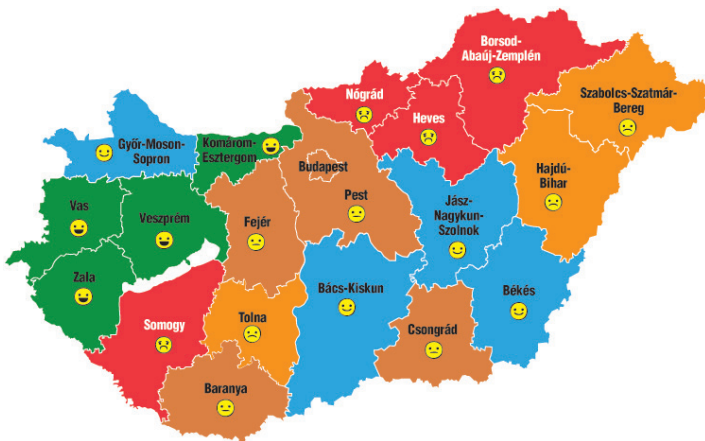 Borsod-
Abaúj-Zemplén
Nógrád
Szabolcs-Szatmár-
Bereg
Heves
Győr-Moson-
Sopron
Komárom-
Esztergom
Budapest
Hajdú-
Bihar
Pest
Jász-
Nagykun-
Szolnok
Vas
Veszprém
Fejér
Zala
Bács-Kiskun
Békés
Somogy
Tolna
Csongrád
Baranya